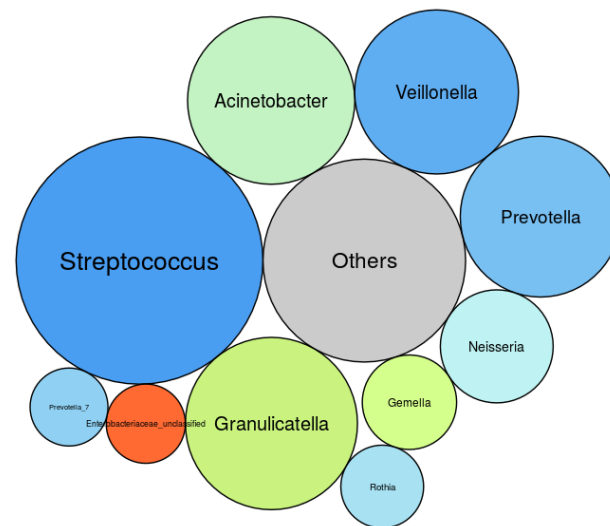 Veillonella
Acinetobacter
Prevotella
Streptococcus
Others
Neisseria
Gemella
Prevotella_7
Enterobacteriaceae_unclassified
Granulicatella
Rothia